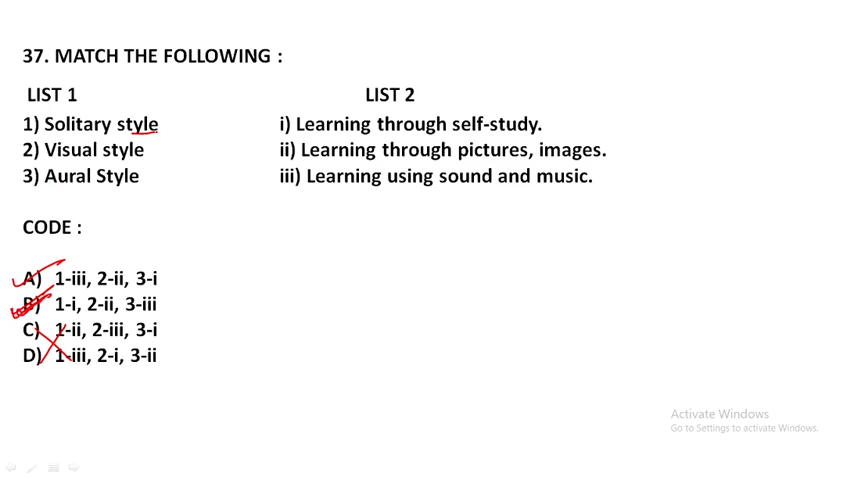 37. MATCH THE FOLLOWING :
LIST 1 LIST 2
1) Solitary style i) Learning through self-study.
2) Visual style ii) Learning through pictures, images.
3) Aural Style iii) Learning using sound and music.
CODE :
A) 1-iii, 2-ii, 3-i
B) 1-i, 2-ii, 3-iii
C) 1-ii, 2-iii, 3-i
D) 1-iii, 2-i, 3-ii
Activate Windows
Go to Settings to activate Windows.